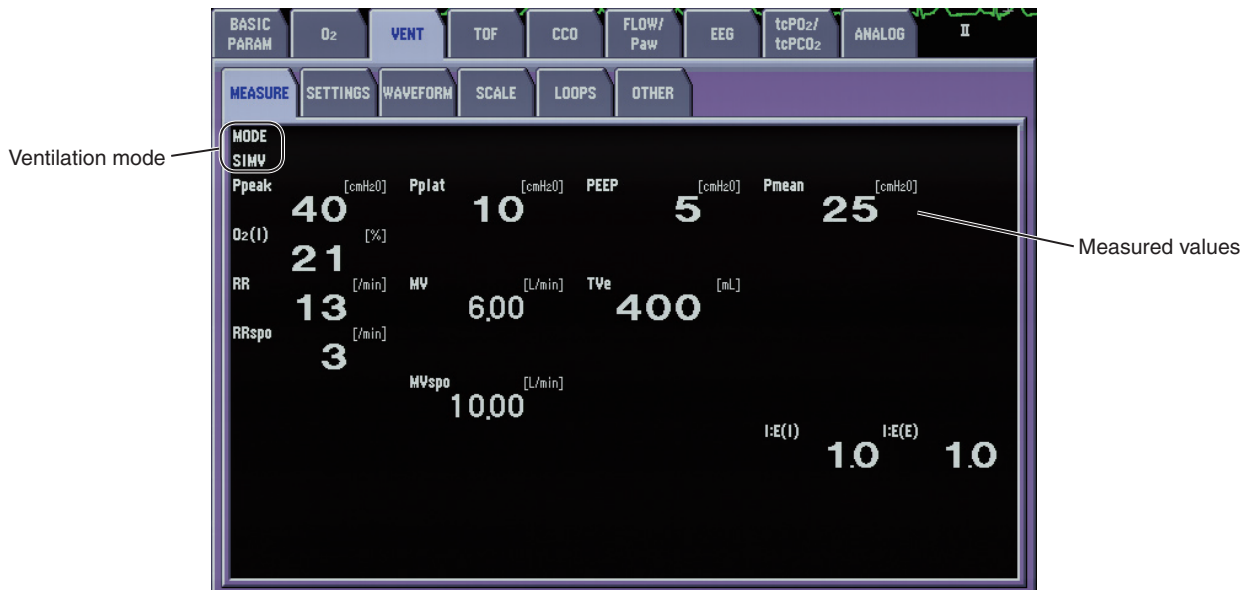 BASIC PARAM O2 VENT TOF CCO FLOW/ Paw EEG tcPO2/ tcPCO2 ANALOG II
MEASURE SETTINGS WAVEFORM SCALE LOOPS OTHER
MODE
SIMV
Ventilation mode
Ppeak [cmH2O] Pplat [cmH2O] PEEP [cmH2O] Pmean [cmH2O]
40 10 5 25
Measured values
O2(I) [%]
21
RR [/min] MV [L/min] TVe [mL]
13 6.00 400
RRspo [/min]
3
MVspo [L/min]
10.00
I:E(I) I:E(E)
1.0 1.0